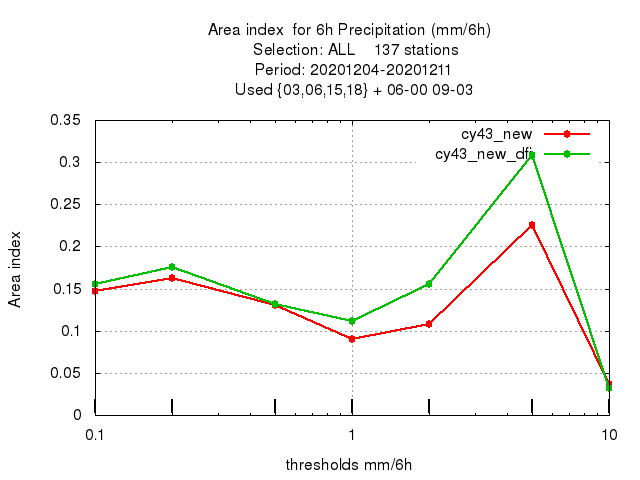 Area index  for 6h Precipitation (mm/6h)
Selection: ALL    137 stations
Period: 20201204-20201211
Used {03,06,15,18} + 06-00 09-03
cy43_new
cy43_new_dfi
0.35
0.3
0.25
0.2
0.15
0.1
0.05
0
Area index
0.1
1
10
thresholds mm/6h